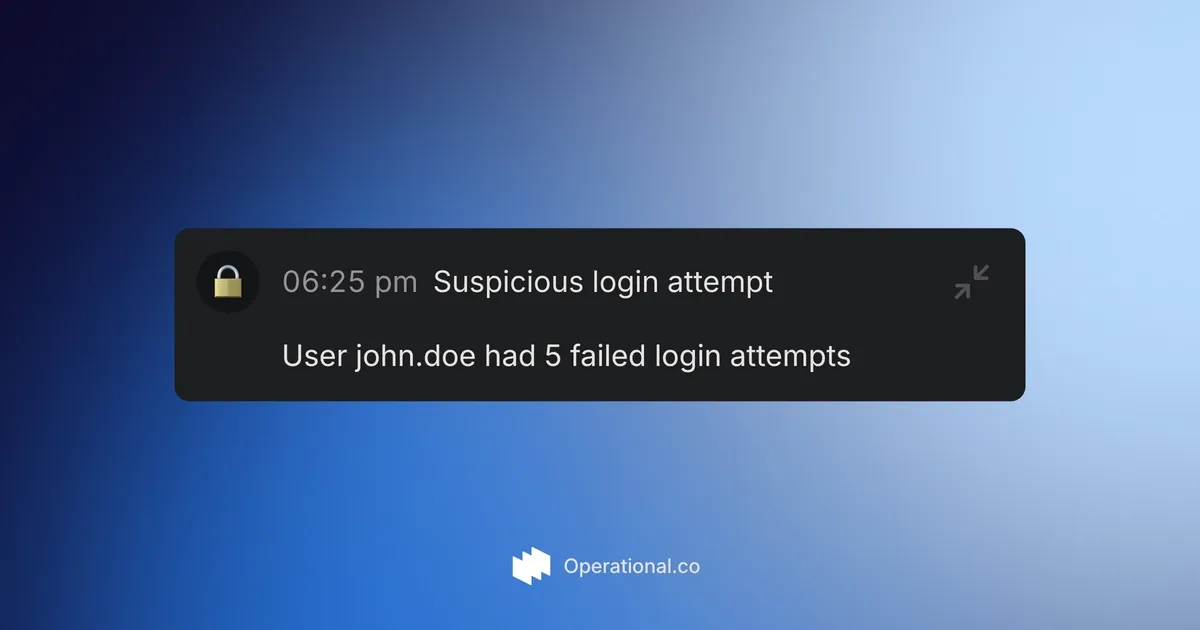 06:25 pm Suspicious login attempt
User john.doe had 5 failed login attempts
Operational.co